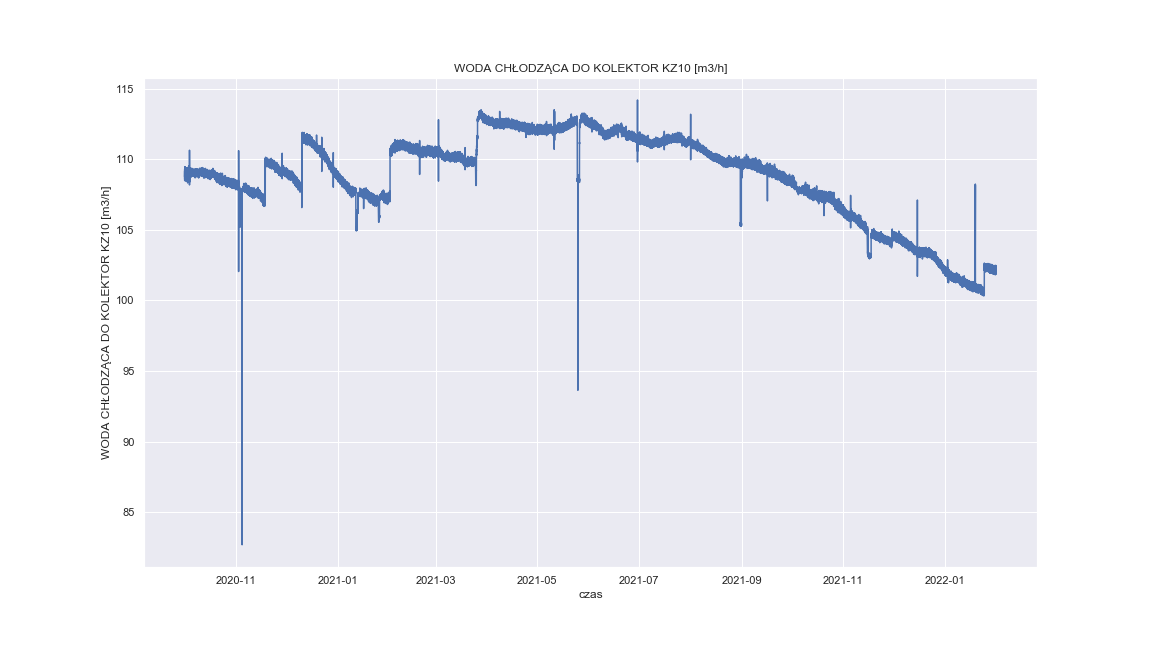 WODA CHŁODZĄCA DO KOLEKTOR KZ10 [m3/h]
WODA CHŁODZĄCA DO KOLEKTOR KZ10 [m3/h]
115
110
105
100
95
90
85
2020-11 2021-01 2021-03 2021-05 2021-07 2021-09 2021-11 2022-01
czas